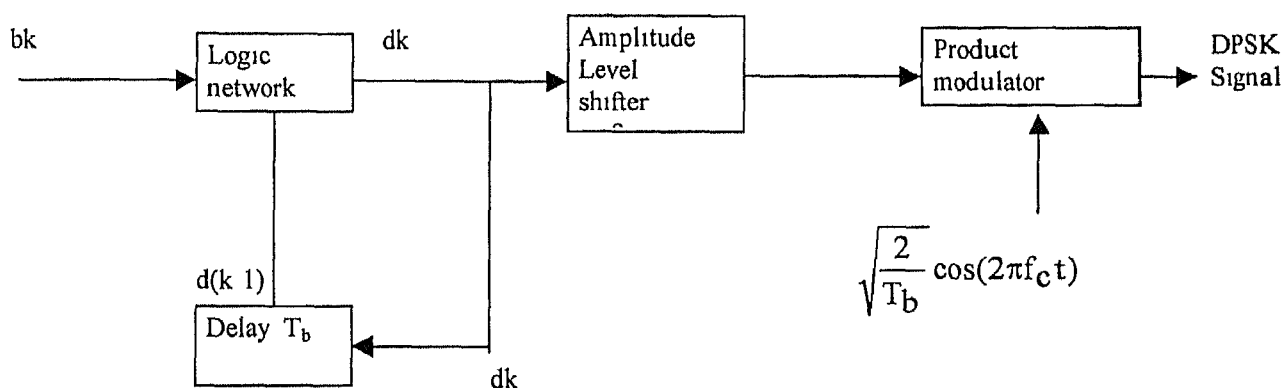 bk
Logic
network
dk
Amplitude
Level
shifter
Product
modulator
DPSK
Signal
√(2/T_b) cos(2πf_c t)
d(k 1)
Delay T_b
dk